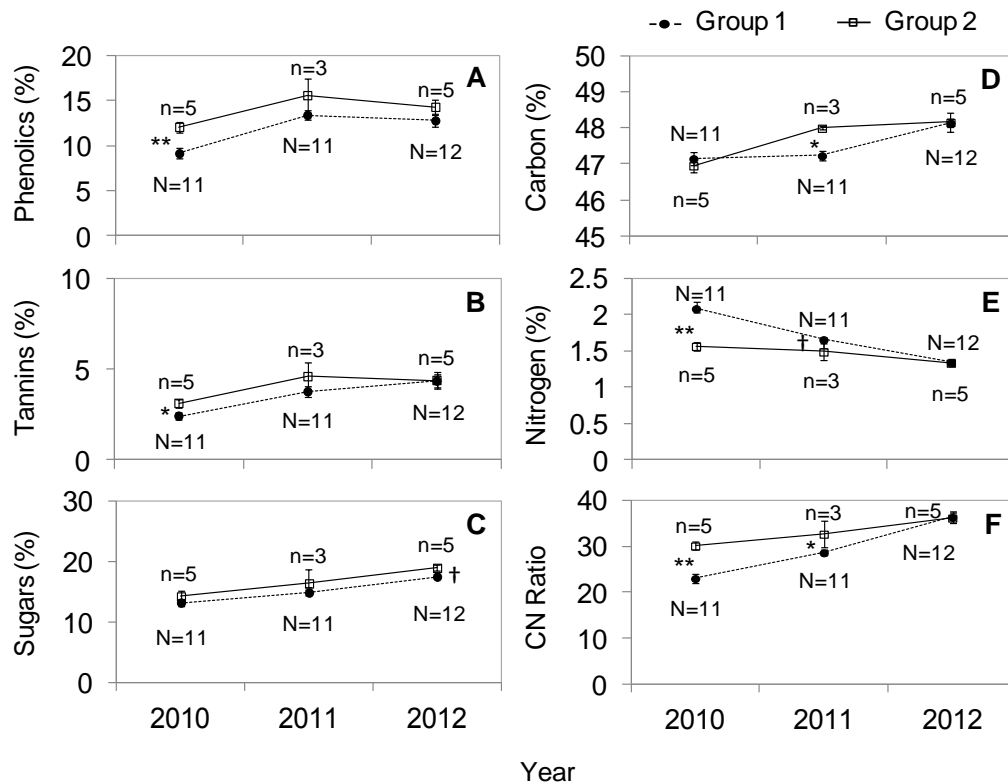 Group 1 Group 2
A
Phenolics (%)
20
15
10
5
0
n=5
n=3
n=5
**
N=11
N=11
N=12
B
Tannins (%)
10
5
0
n=5
n=3
n=5
*
N=11
N=11
N=12
C
Sugars (%)
30
20
10
0
n=5
n=3
n=5
†
N=11
N=11
N=12
2010 2011 2012
D
Carbon (%)
50
49
48
47
46
45
N=11
n=3
n=5
*
n=5
N=11
N=12
E
Nitrogen (%)
2.5
2
1.5
1
0.5
0
N=11
N=11
N=12
**
†
n=5
n=3
n=5
F
CN Ratio
40
30
20
10
0
n=5
n=3
n=5
**
*
N=11
N=11
N=12
2010 2011 2012
Year